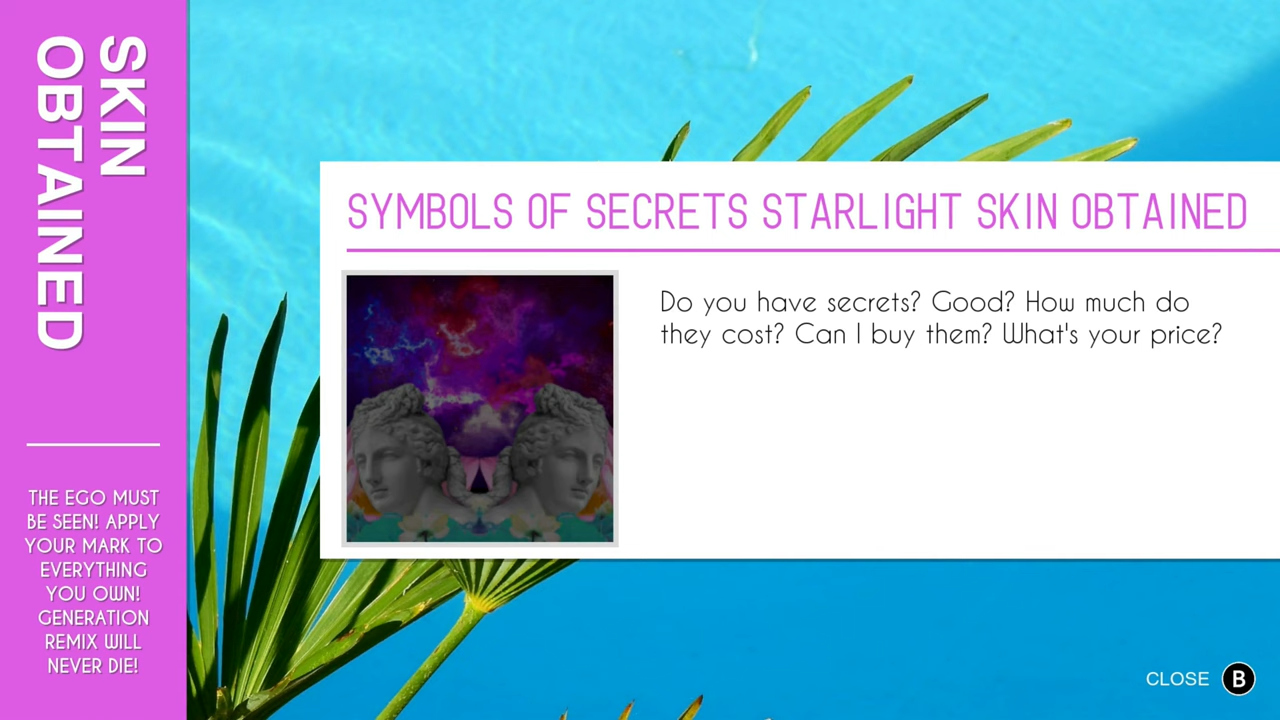 SKIN
OBTAINED
THE EGO MUST
BE SEEN! APPLY
YOUR MARK TO
EVERYTHING
YOU OWN!
GENERATION
REMIX WILL
NEVER DIE!
SYMBOLS OF SECRETS STARLIGHT SKIN OBTAINED
Do you have secrets? Good? How much do
they cost? Can I buy them? What's your price?
CLOSE B